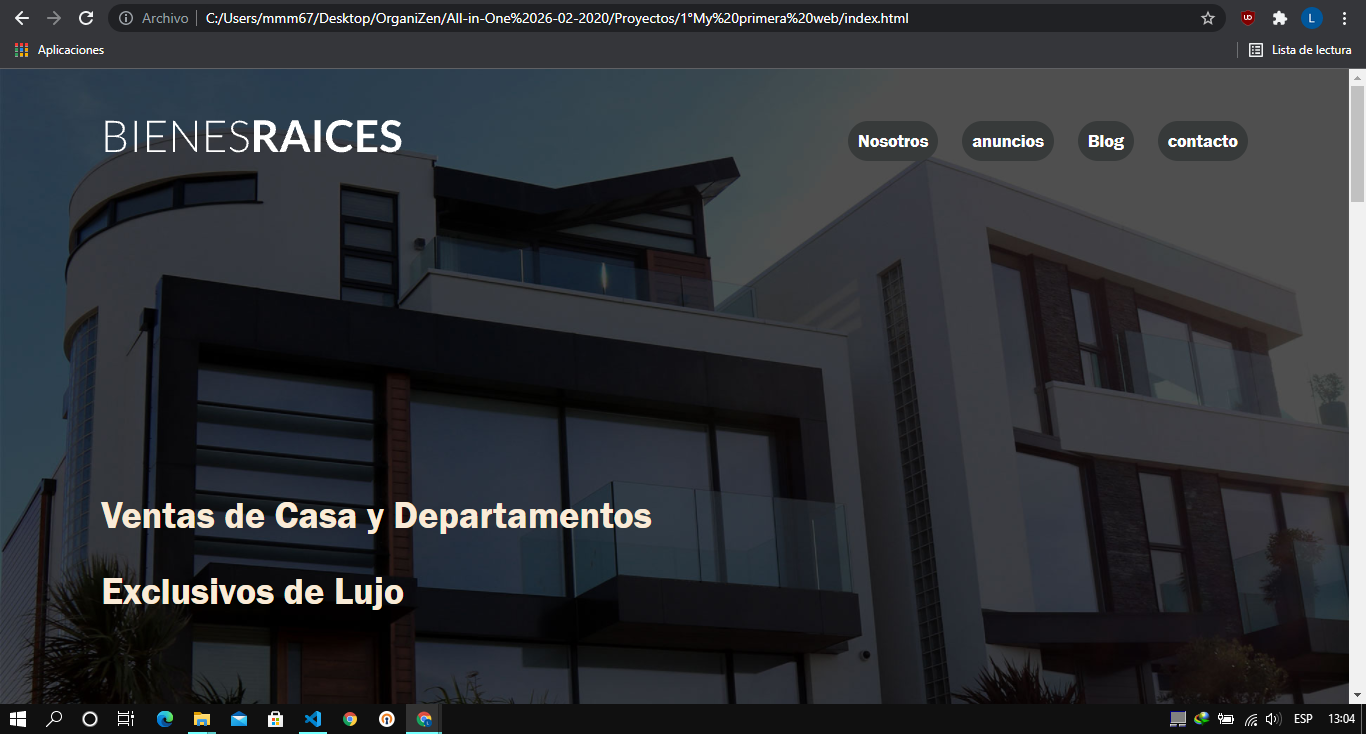 Archivo | C:/Users/mmm67/Desktop/OrganiZen/All-in-One%2026-02-2020/Proyectos/1°My%20primera%20web/index.html
L
Aplicaciones
Lista de lectura
BIENESRAICES
Nosotros anuncios Blog contacto
Ventas de Casa y Departamentos
Exclusivos de Lujo
ESP 13:04